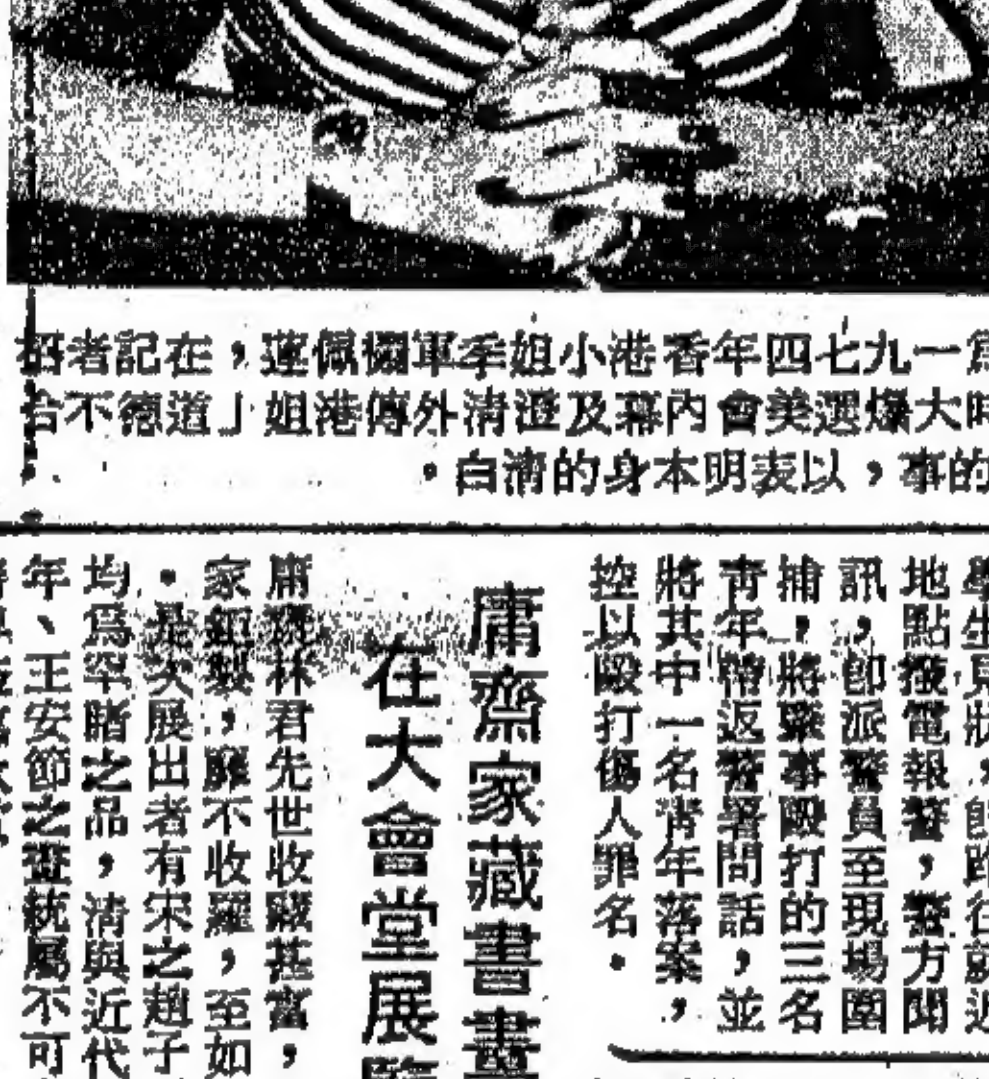 為一九七四年香港小姐季軍欄佩蓮，在記者招
時大爆選美會內幕及澄清外傳港姐」道德不合
的事，以表明本身的清白。
地點撥電報警，警方聞
訊，即派警員至現場圍
捕，將聚事毆打的三名
青年帶返警署問話，並
將其中一名青年落案，
控以毆打傷人罪名。
庸齋家藏書畫
在大會堂展覽
林君先世收藏甚富，
家 製，靡不收羅，至如
。是次展出者有宋之趙子
均為罕睹之品，清與近代
年、王安節之 統屬不可